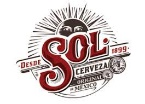 SOL
DESDE 1899
CERVEZA
ORIGINAL
DE MEXICO